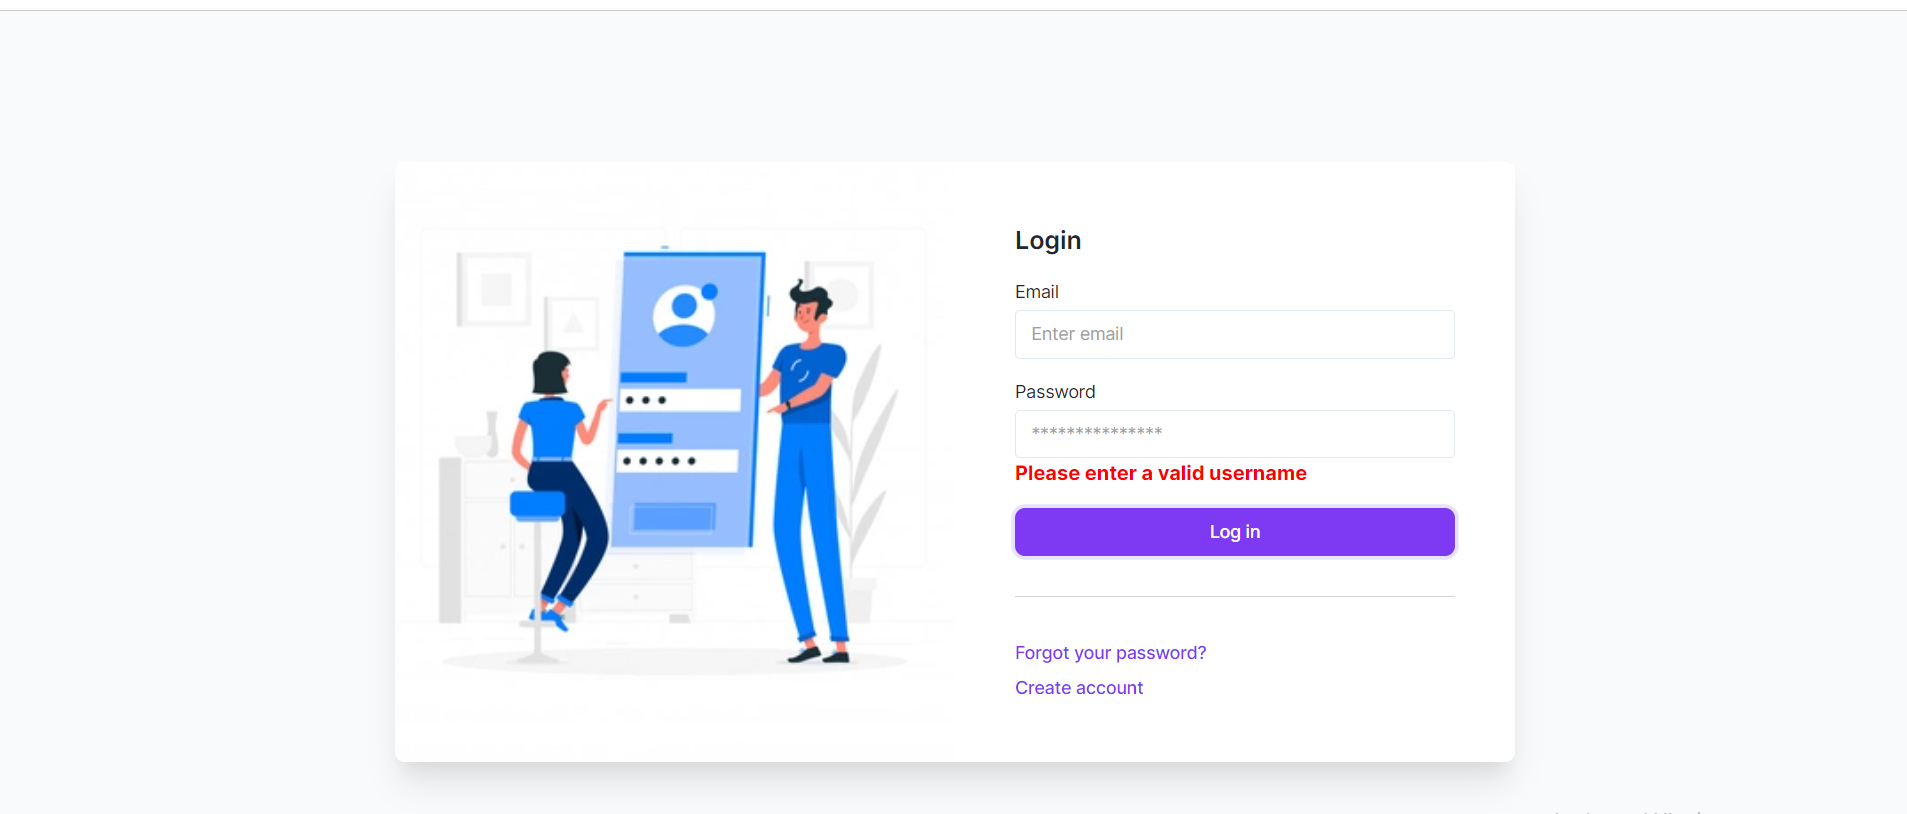 Login
Email
Enter email
Password
***************
Please enter a valid username
Log in
Forgot your password?
Create account